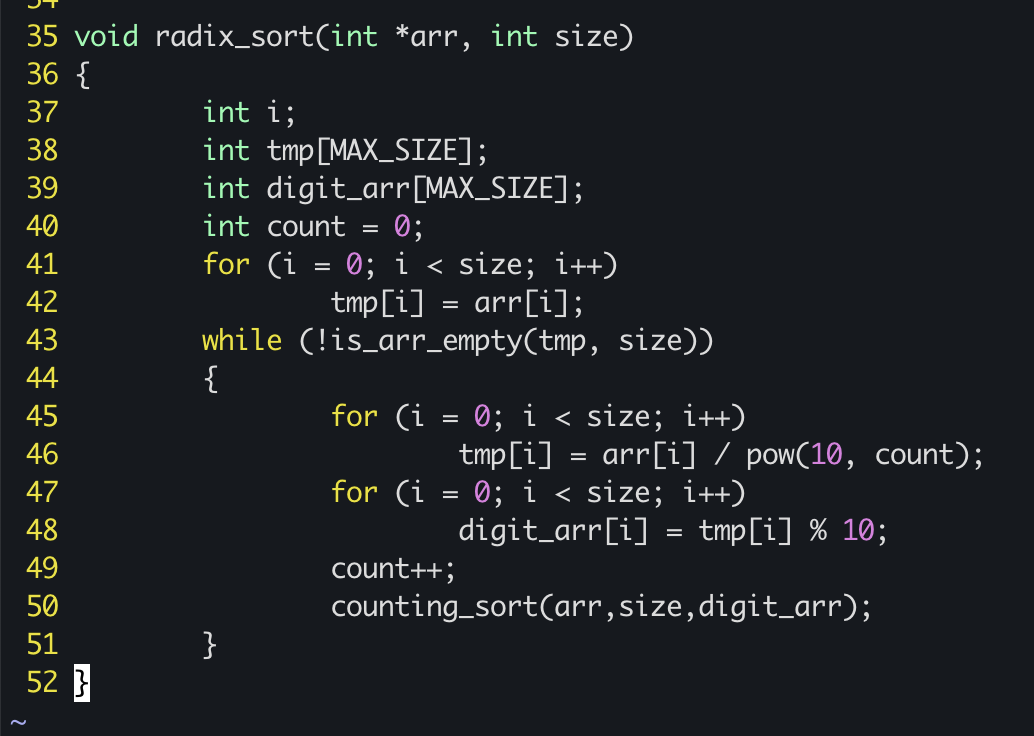 35 void radix_sort(int *arr, int size)
36 {
37         int i;
38         int tmp[MAX_SIZE];
39         int digit_arr[MAX_SIZE];
40         int count = 0;
41         for (i = 0; i < size; i++)
42                 tmp[i] = arr[i];
43         while (!is_arr_empty(tmp, size))
44         {
45                 for (i = 0; i < size; i++)
46                         tmp[i] = arr[i] / pow(10, count);
47                 for (i = 0; i < size; i++)
48                         digit_arr[i] = tmp[i] % 10;
49                 count++;
50                 counting_sort(arr,size,digit_arr);
51         }
52 }
~